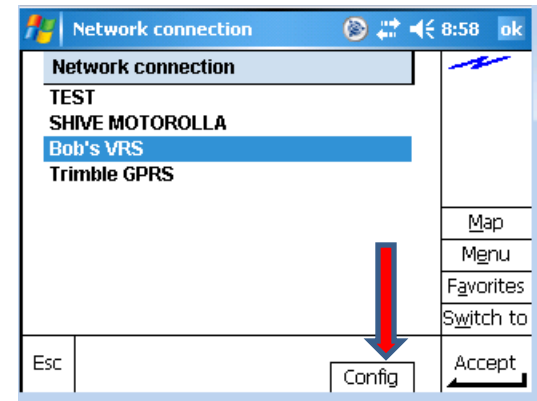 Network connection 8:58 ok
Network connection
TEST
SHIVE MOTOROLLA
Bob's VRS
Trimble GPRS
Map
Menu
Favorites
Switch to
Esc Config Accept